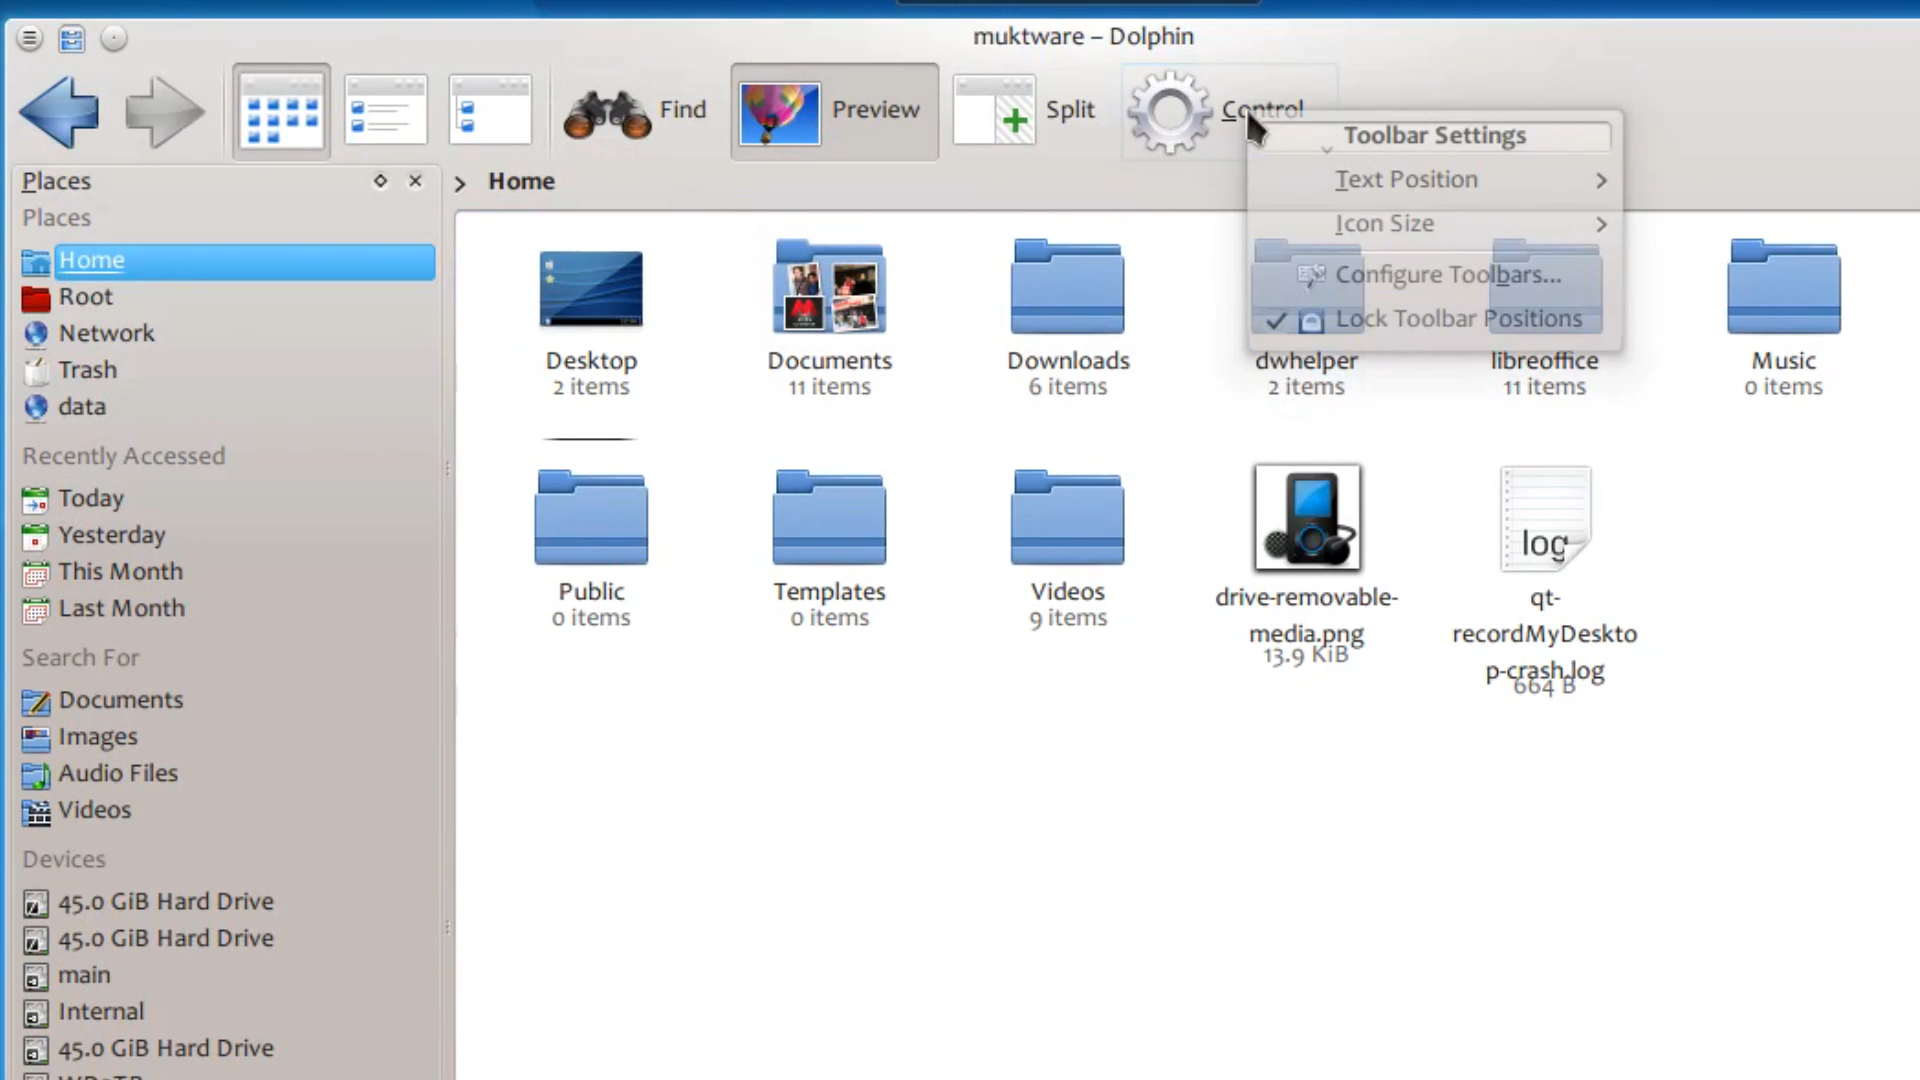 muktware – Dolphin
Find
Preview
Split
Control
Toolbar Settings
Text Position
Icon Size
Configure Toolbars...
Lock Toolbar Positions
Places
Home
Places
Home
Root
Network
Trash
data
Recently Accessed
Today
Yesterday
This Month
Last Month
Search For
Documents
Images
Audio Files
Videos
Devices
45.0 GiB Hard Drive
45.0 GiB Hard Drive
main
Internal
45.0 GiB Hard Drive
Desktop
2 items
Documents
11 items
Downloads
6 items
dwhelper
2 items
libreoffice
11 items
Music
0 items
Public
0 items
Templates
0 items
Videos
9 items
drive-removable-
media.png
13.9 KiB
log
qt-
recordMyDeskto
p-crash.log
664 B